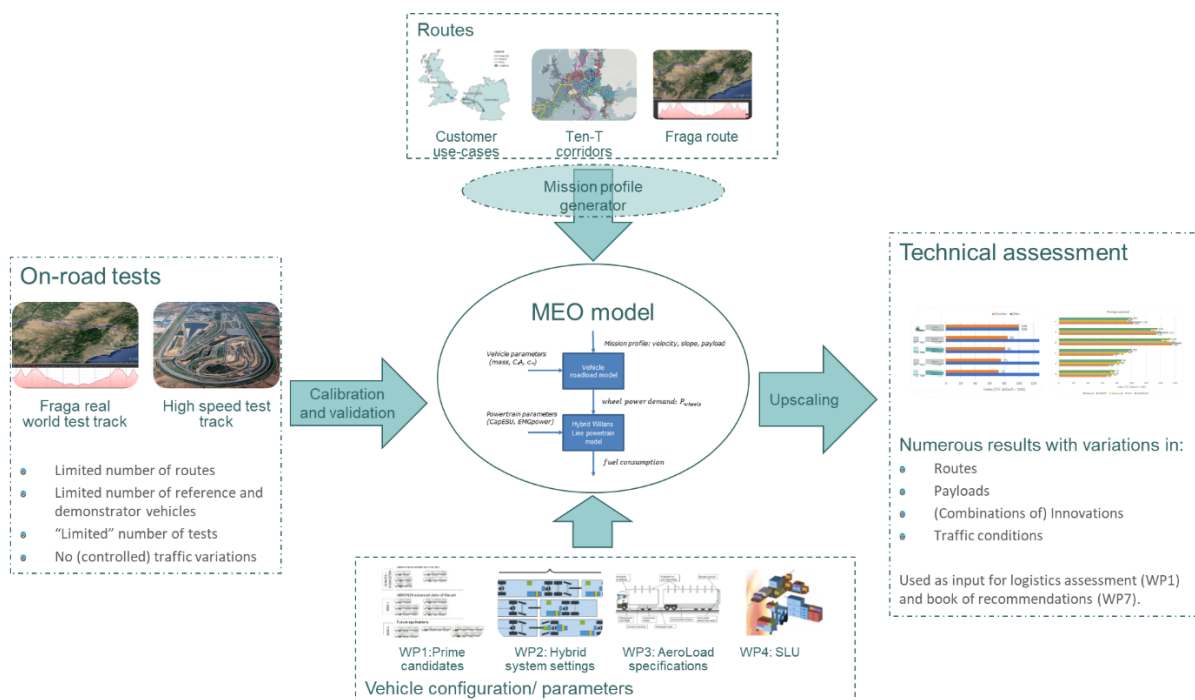 Routes
Customer
use-cases
Ten-T
corridors
Fraga route
Mission profile
generator
On-road tests
Fraga real
world test track
High speed test
track
Limited number of routes
Limited number of reference and
demonstrator vehicles
“Limited” number of tests
No (controlled) traffic variations
Calibration
and validation
MEO model
Mission profile: velocity, slope, payload
Vehicle parameters
Vehicle
roadload model
wheel power demand: Pwheels
Powertrain parameters
(CapESU, EMGpower)
Hybrid Willans
Line powertrain
model
fuel consumption
Upscaling
Technical assessment
Numerous results with variations in:
Routes
Payloads
(Combinations of) Innovations
Traffic conditions
Used as input for logistics assessment (WP1)
and book of recommendations (WP7).
WP1:Prime
candidates
WP2: Hybrid
system settings
WP3: AeroLoad
specifications
WP4: SLU
Vehicle configuration/ parameters